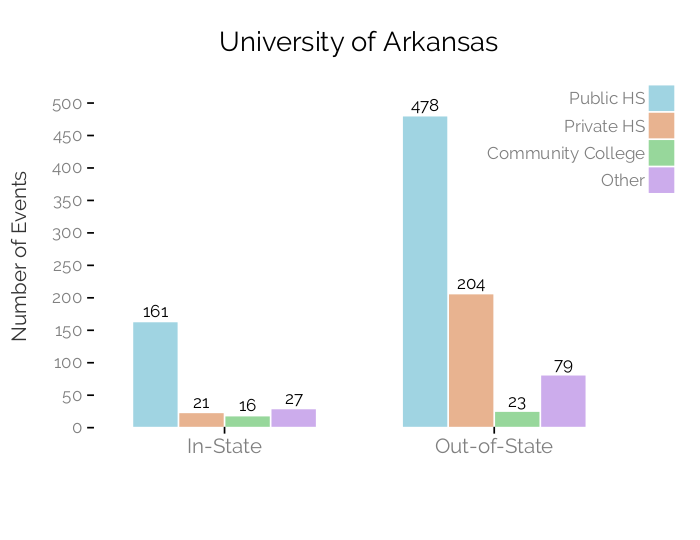 University of Arkansas
Public HS
Private HS
Community College
Other
Number of Events
500
450
400
350
300
250
200
150
100
50
0
161
21
16
27
478
204
23
79
In-State
Out-of-State